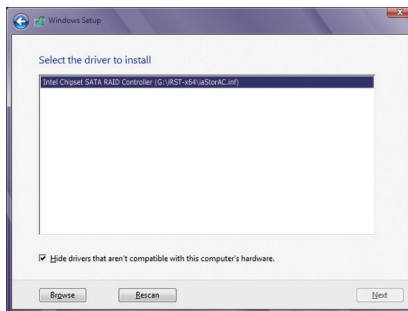 Windows Setup
Select the driver to install
Intel Chipset SATA RAID Controller (G:\iRST-x64\iaStorAC.inf)
Hide drivers that aren't compatible with this computer's hardware.
Browse Rescan Next